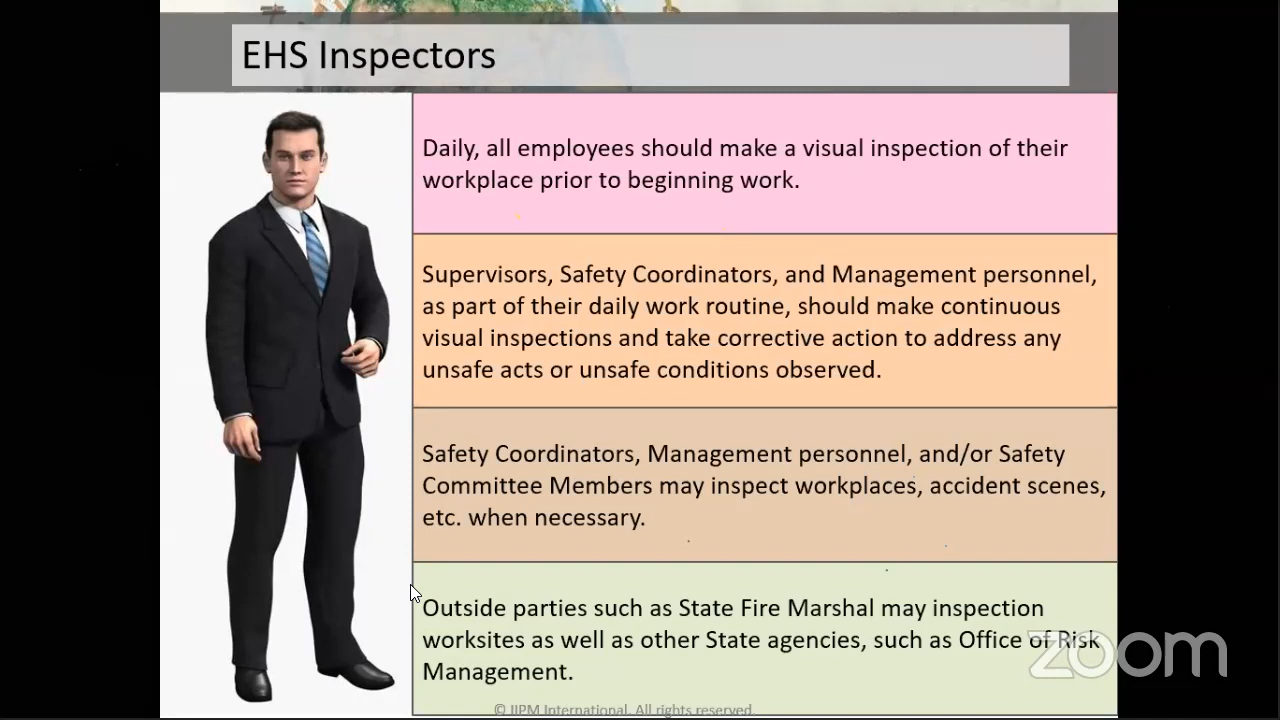 EHS Inspectors
Daily, all employees should make a visual inspection of their
workplace prior to beginning work.
Supervisors, Safety Coordinators, and Management personnel,
as part of their daily work routine, should make continuous
visual inspections and take corrective action to address any
unsafe acts or unsafe conditions observed.
Safety Coordinators, Management personnel, and/or Safety
Committee Members may inspect workplaces, accident scenes,
etc. when necessary.
Outside parties such as State Fire Marshal may inspection
worksites as well as other State agencies, such as Office of Risk
Management.
zoom
© IIPM International. All rights reserved.